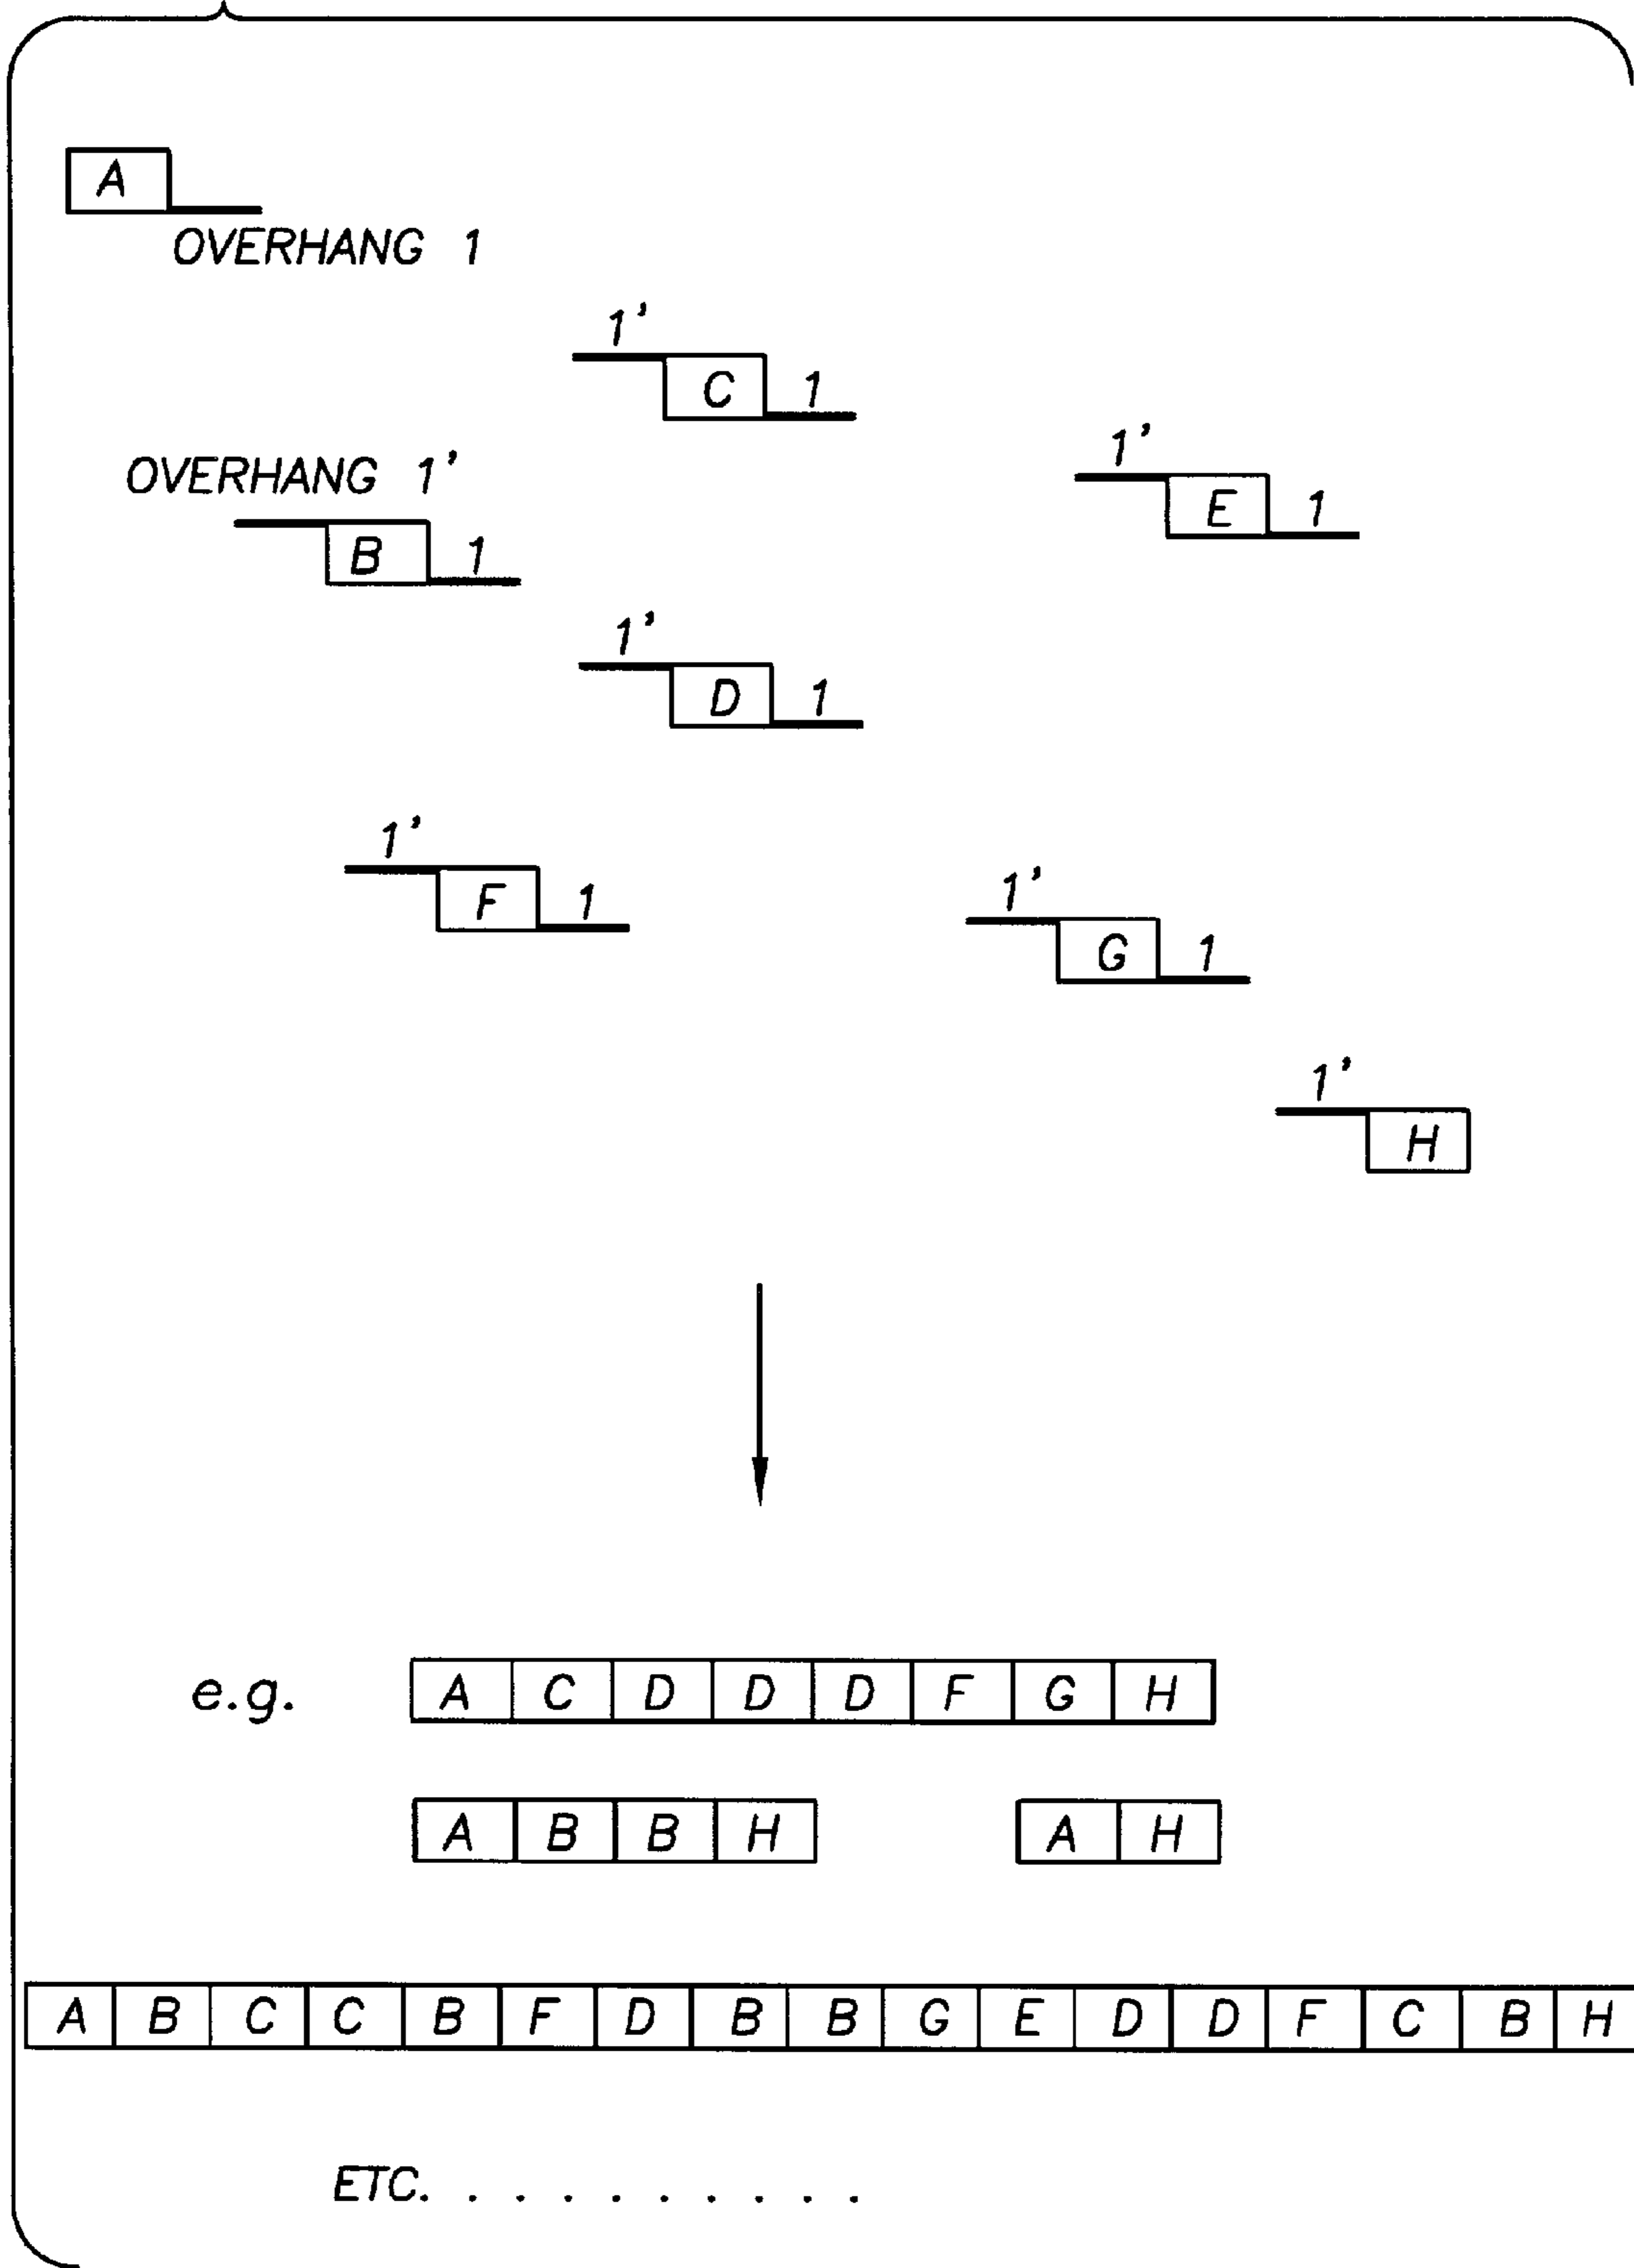 A
OVERHANG 1
1'
C 1
1'
OVERHANG 1'
E 1
B 1
1'
D 1
1'
F 1
1'
G 1
1'
H
e.g. A C D D D F G H
A B B H A H
A B C C B F D B B G E D D F C B H
ETC. . . . . . . . . .